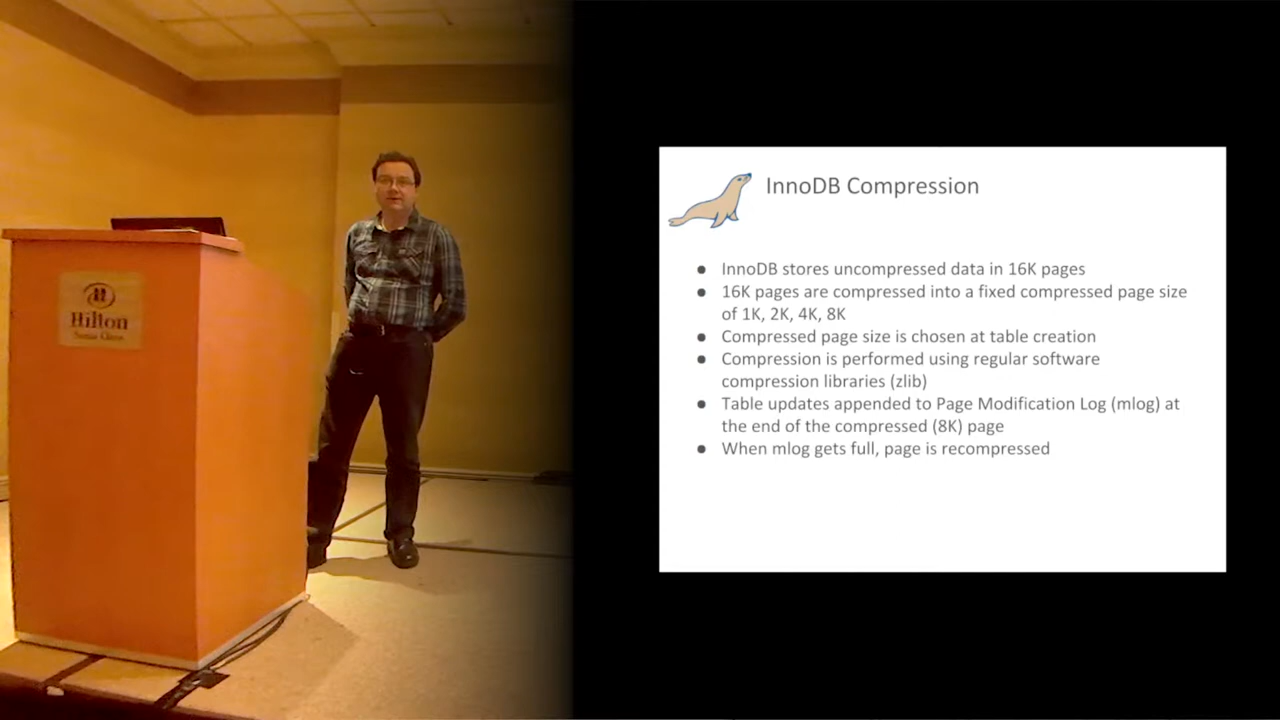 Hilton
InnoDB Compression
● InnoDB stores uncompressed data in 16K pages
● 16K pages are compressed into a fixed compressed page size
of 1K, 2K, 4K, 8K
● Compressed page size is chosen at table creation
● Compression is performed using regular software
compression libraries (zlib)
● Table updates appended to Page Modification Log (mlog) at
the end of the compressed (8K) page
● When mlog gets full, page is recompressed